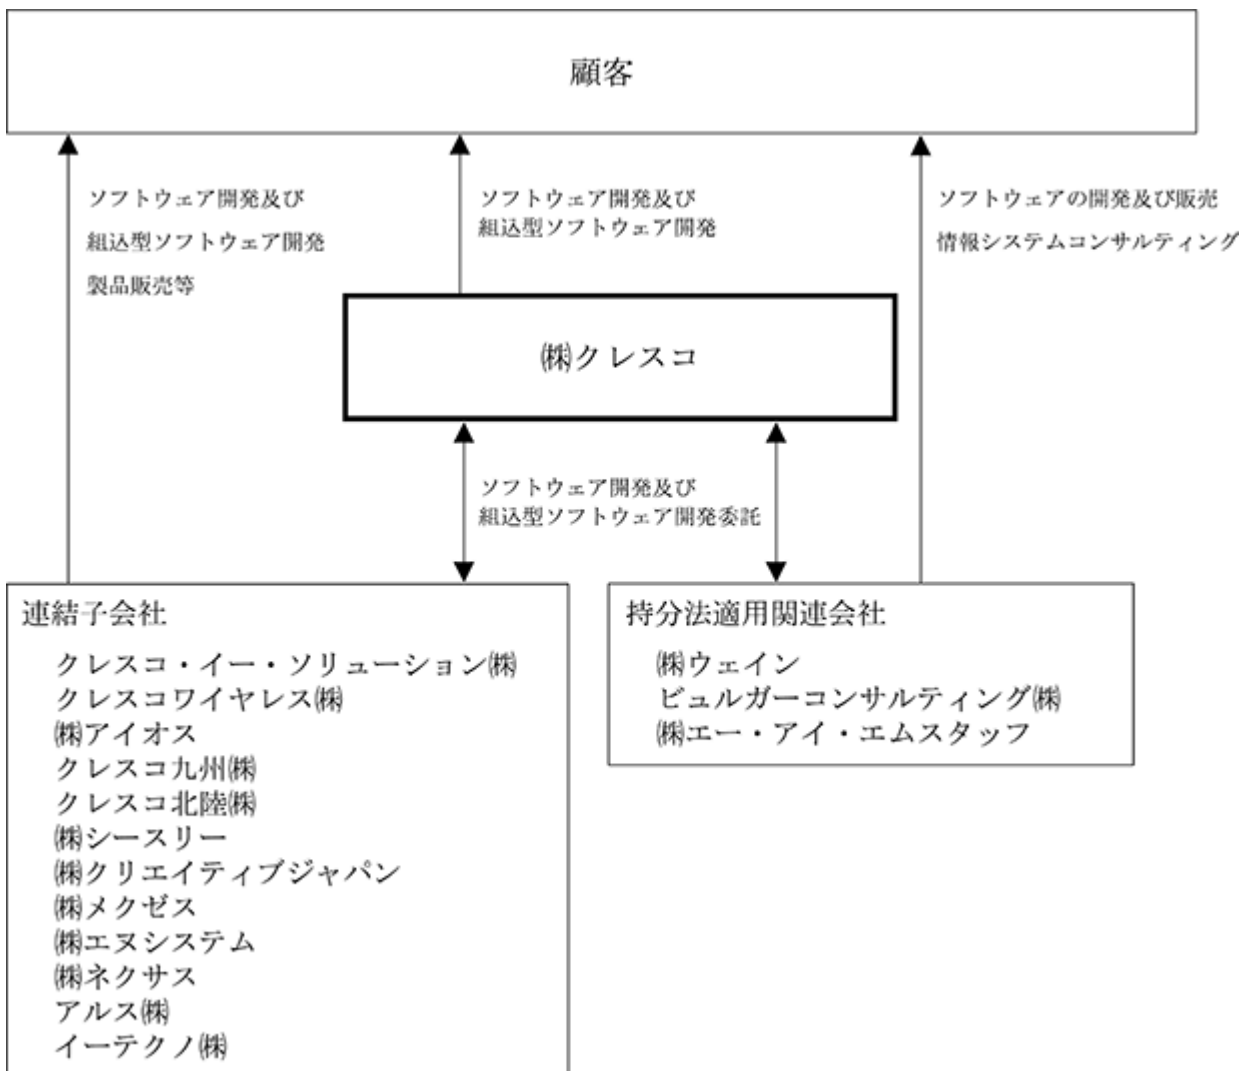 顧客
ソフトウェア開発及び
組込型ソフトウェア開発
製品販売等
ソフトウェア開発及び
組込型ソフトウェア開発
ソフトウェアの開発及び販売
情報システムコンサルティング
㈱クレスコ
ソフトウェア開発及び
組込型ソフトウェア開発委託
連結子会社
クレスコ・イー・ソリューション㈱
クレスコワイヤレス㈱
㈱アイオス
クレスコ九州㈱
クレスコ北陸㈱
㈱シースリー
㈱クリエイティブジャパン
㈱メクゼス
㈱エヌシステム
㈱ネクサス
アルス㈱
イーテクノ㈱
持分法適用関連会社
㈱ウェイン
ビュルガーコンサルティング㈱
㈱エー・アイ・エムスタッフ